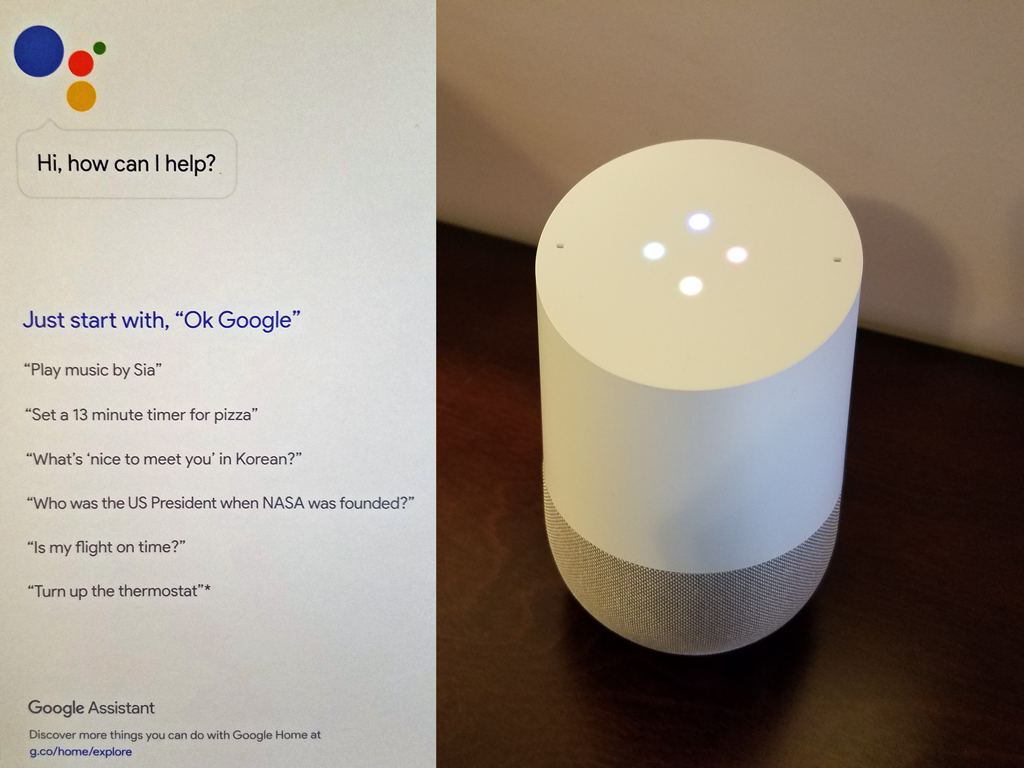 Hi, how can I help?
Just start with, “Ok Google”
“Play music by Sia”
“Set a 13 minute timer for pizza”
“What’s ‘nice to meet you’ in Korean?”
“Who was the US President when NASA was founded?”
“Is my flight on time?”
“Turn up the thermostat”*
Google Assistant
Discover more things you can do with Google Home at
g.co/home/explore